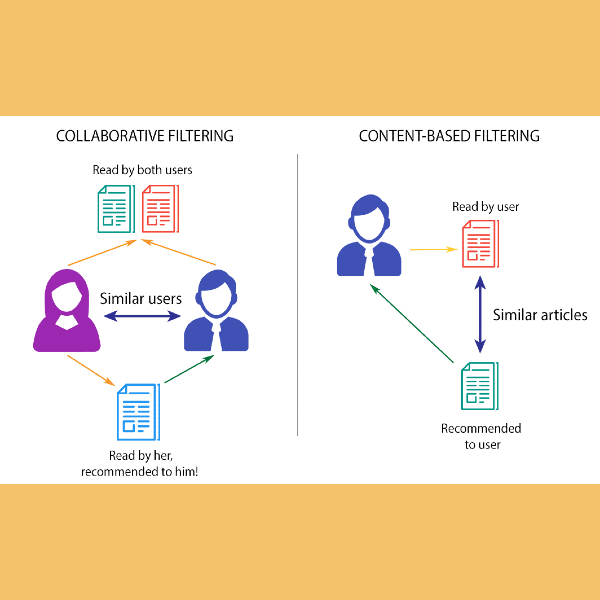 COLLABORATIVE FILTERING
Read by both users
Similar users
Read by her,
recommended to him!
CONTENT-BASED FILTERING
Read by user
Similar articles
Recommended
to user